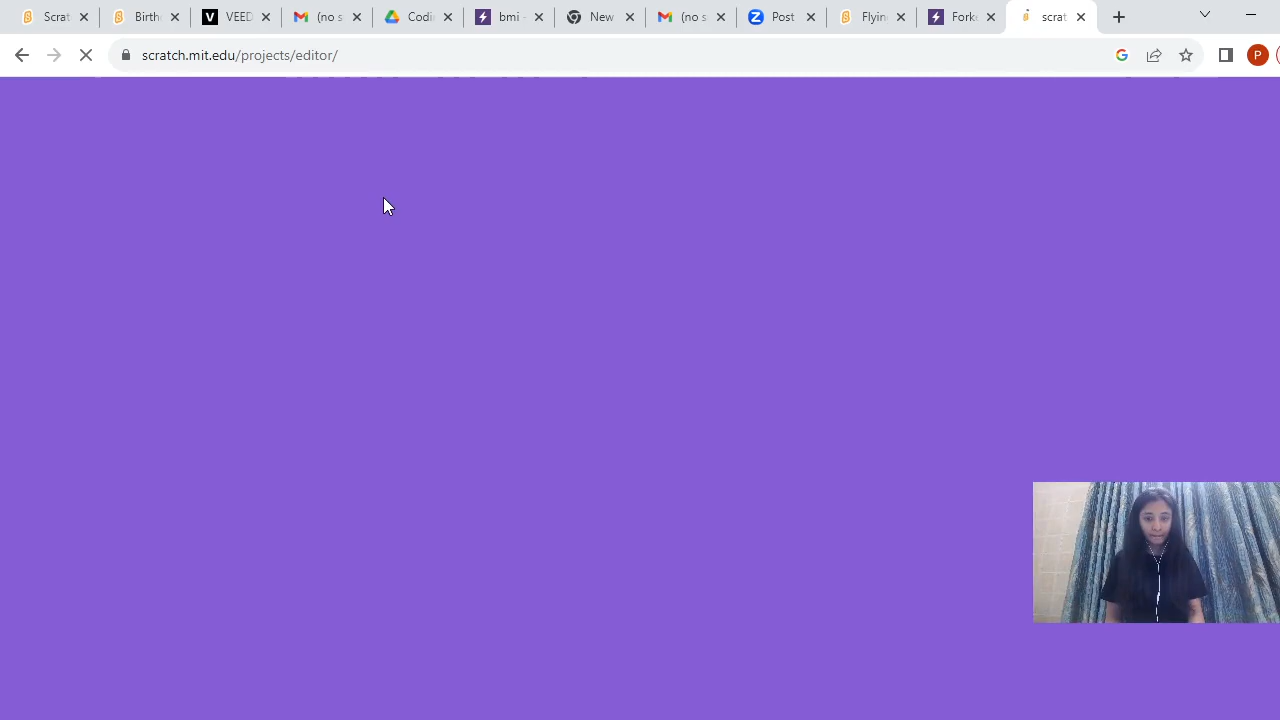 Scrat
Birth
V
VEED
(no s
Codi
bmi -
New
(no s
Z
Post
Flyin
Fork
scrat
scratch.mit.edu/projects/editor/
G
P